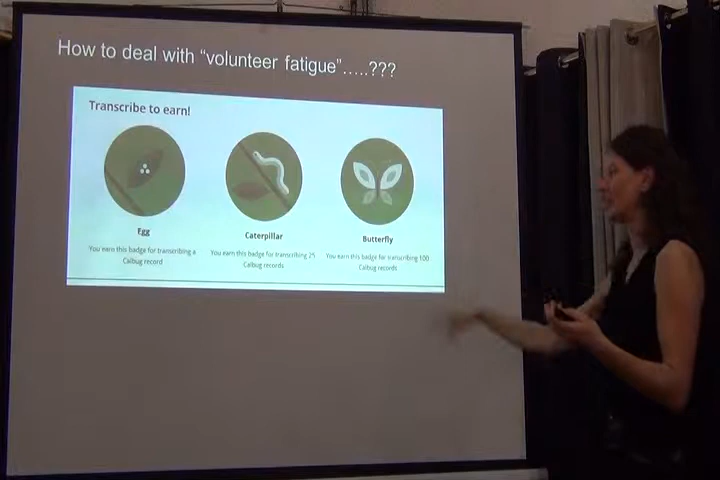 How to deal with “volunteer fatigue”.....???
Transcribe to earn!
Egg
You earn this badge for transcribing a
Calbug record
Caterpillar
You earn this badge for transcribing 25
Calbug records
Butterfly
You earn this badge for transcribing 100
Calbug records